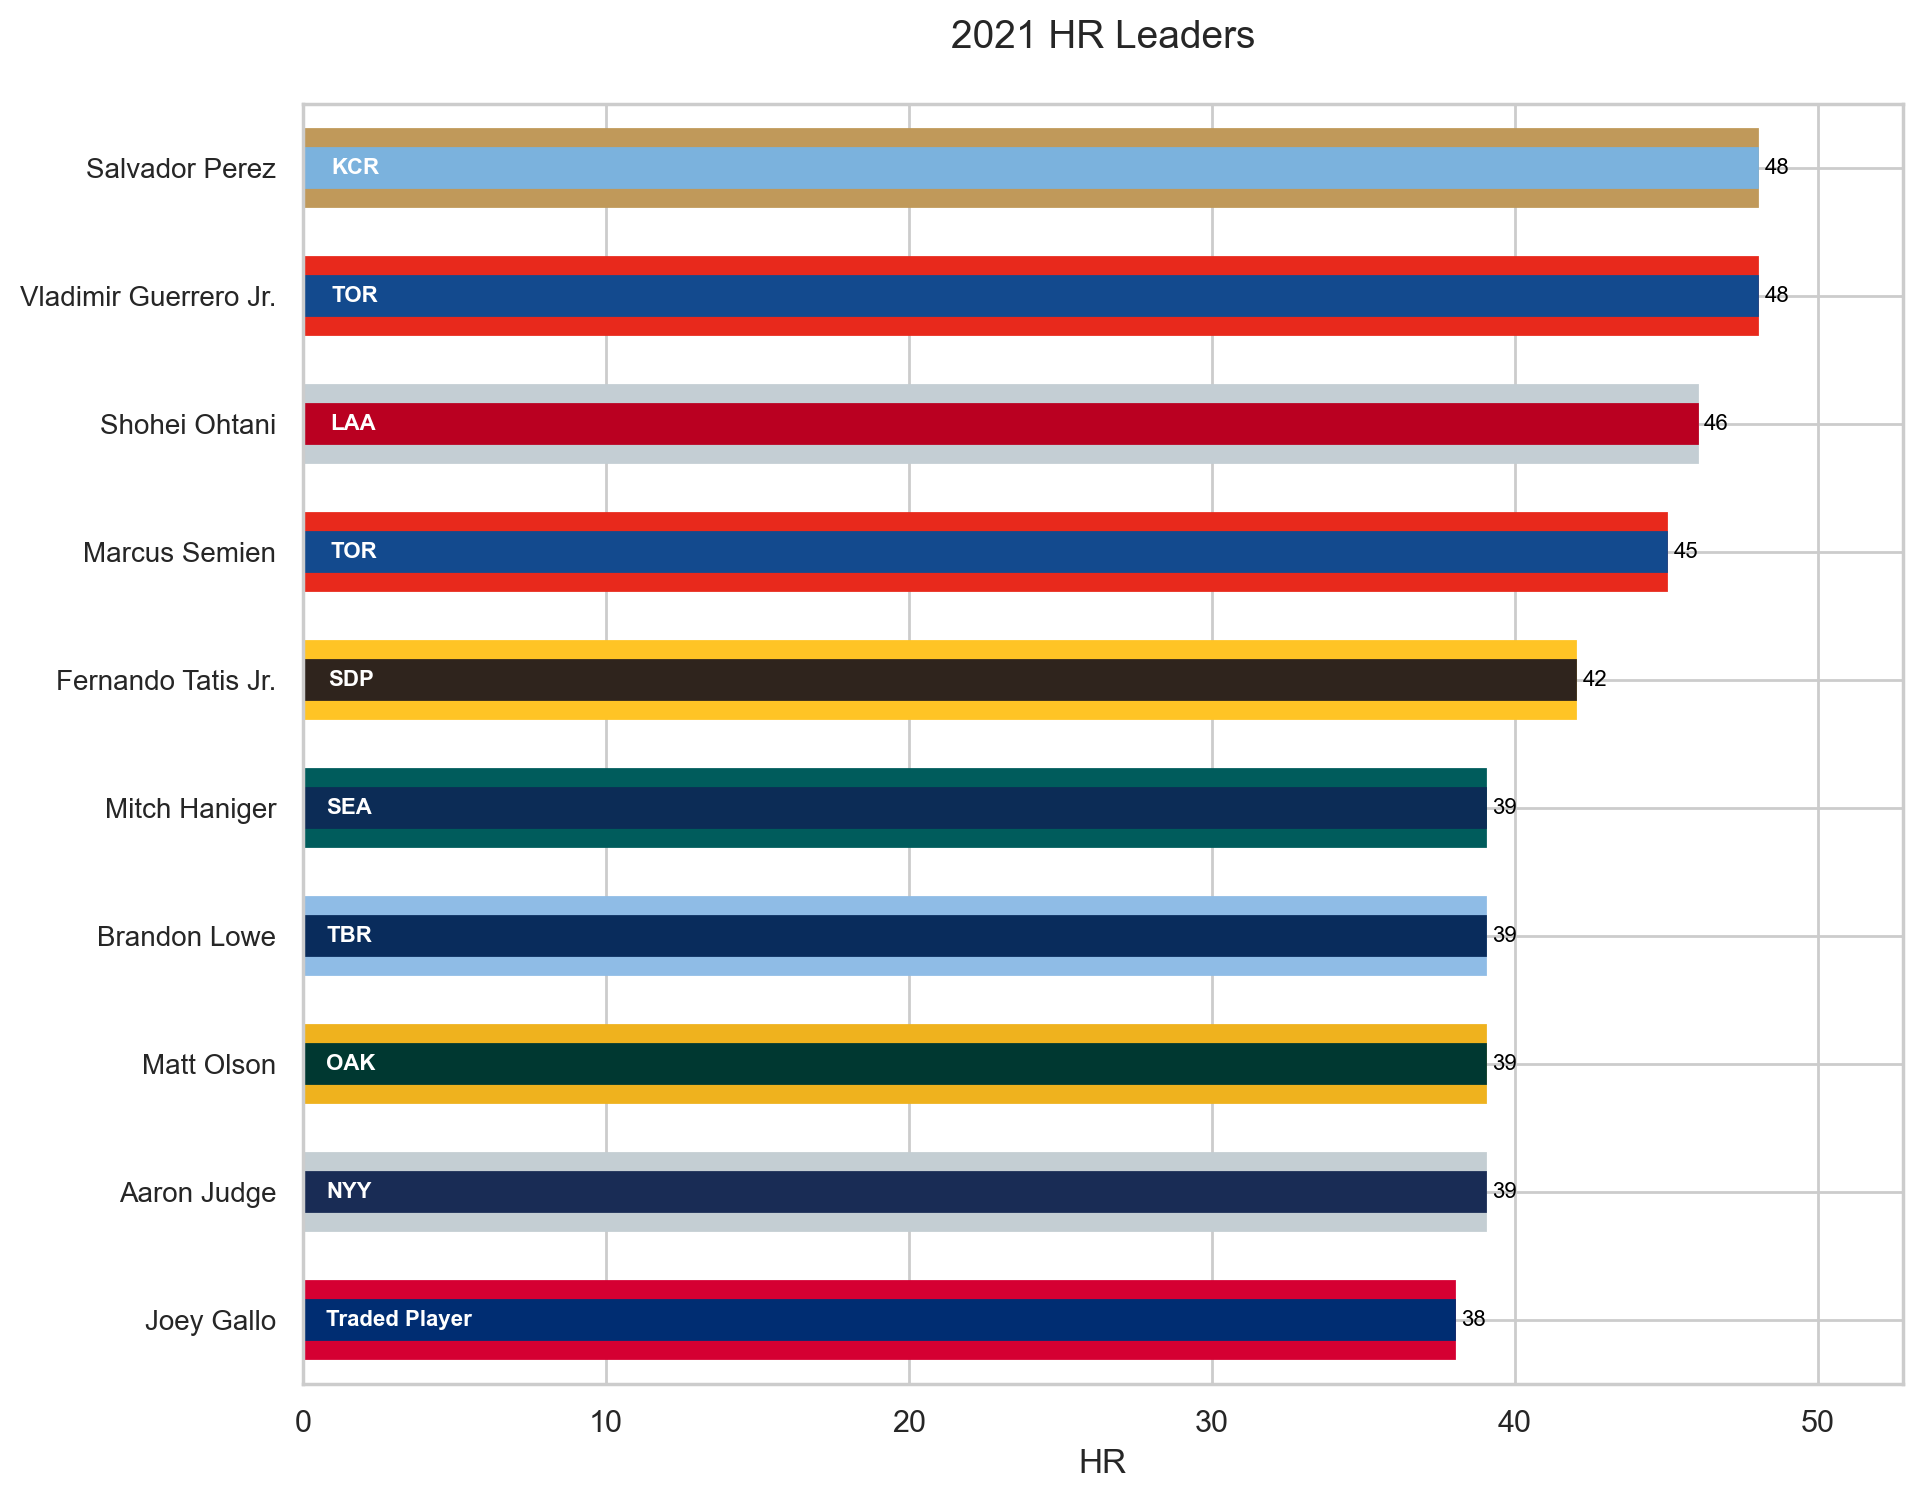 2021 HR Leaders
Salvador Perez KCR 48
Vladimir Guerrero Jr. TOR 48
Shohei Ohtani LAA 46
Marcus Semien TOR 45
Fernando Tatis Jr. SDP 42
Mitch Haniger SEA 39
Brandon Lowe TBR 39
Matt Olson OAK 39
Aaron Judge NYY 39
Joey Gallo Traded Player 38
0 10 20 30 40 50
HR